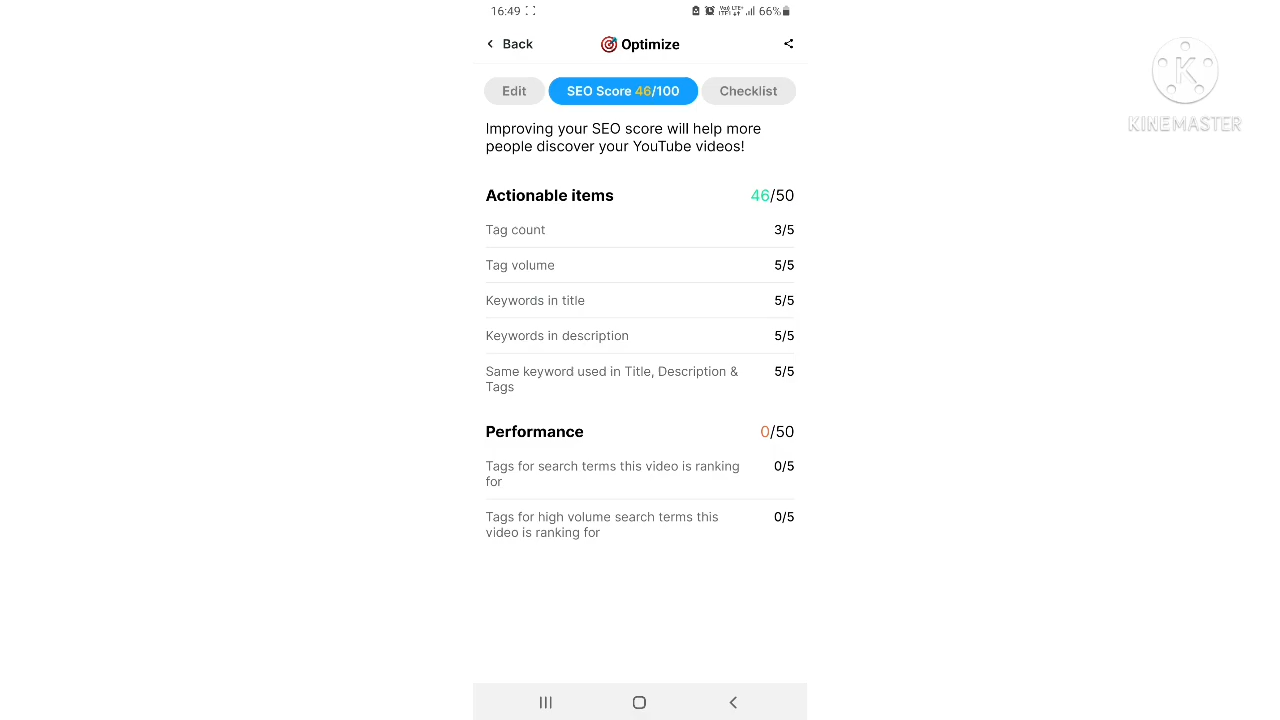 16:49
66%
Back
Optimize
Edit
SEO Score 46/100
Checklist
Improving your SEO score will help more
people discover your YouTube videos!
Actionable items 46/50
Tag count 3/5
Tag volume 5/5
Keywords in title 5/5
Keywords in description 5/5
Same keyword used in Title, Description & 5/5
Tags
Performance 0/50
Tags for search terms this video is ranking 0/5
for
Tags for high volume search terms this 0/5
video is ranking for
K
KINEMASTER